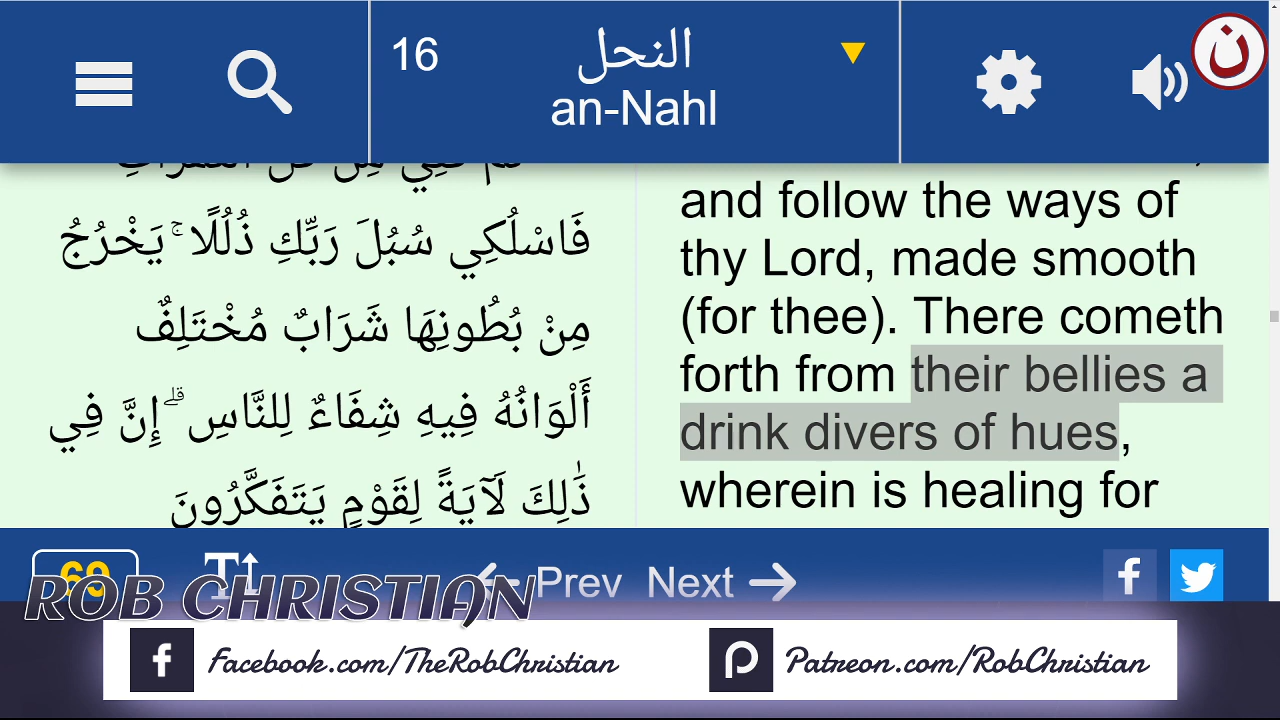 16
النحل
an-Nahl
ن
فَاسْلُكِي سُبُلَ رَبِّكِ ذُلُلًا ۚ يَخْرُجُ
مِنْ بُطُونِهَا شَرَابٌ مُخْتَلِفٌ
أَلْوَانُهُ فِيهِ شِفَاءٌ لِلنَّاسِ ۗ إِنَّ فِي
ذَٰلِكَ لَآيَةً لِقَوْمٍ يَتَفَكَّرُونَ
and follow the ways of
thy Lord, made smooth
(for thee). There cometh
forth from their bellies a
drink divers of hues,
wherein is healing for
69
Prev Next
ROB CHRISTIAN
Facebook.com/TheRobChristian
Patreon.com/RobChristian